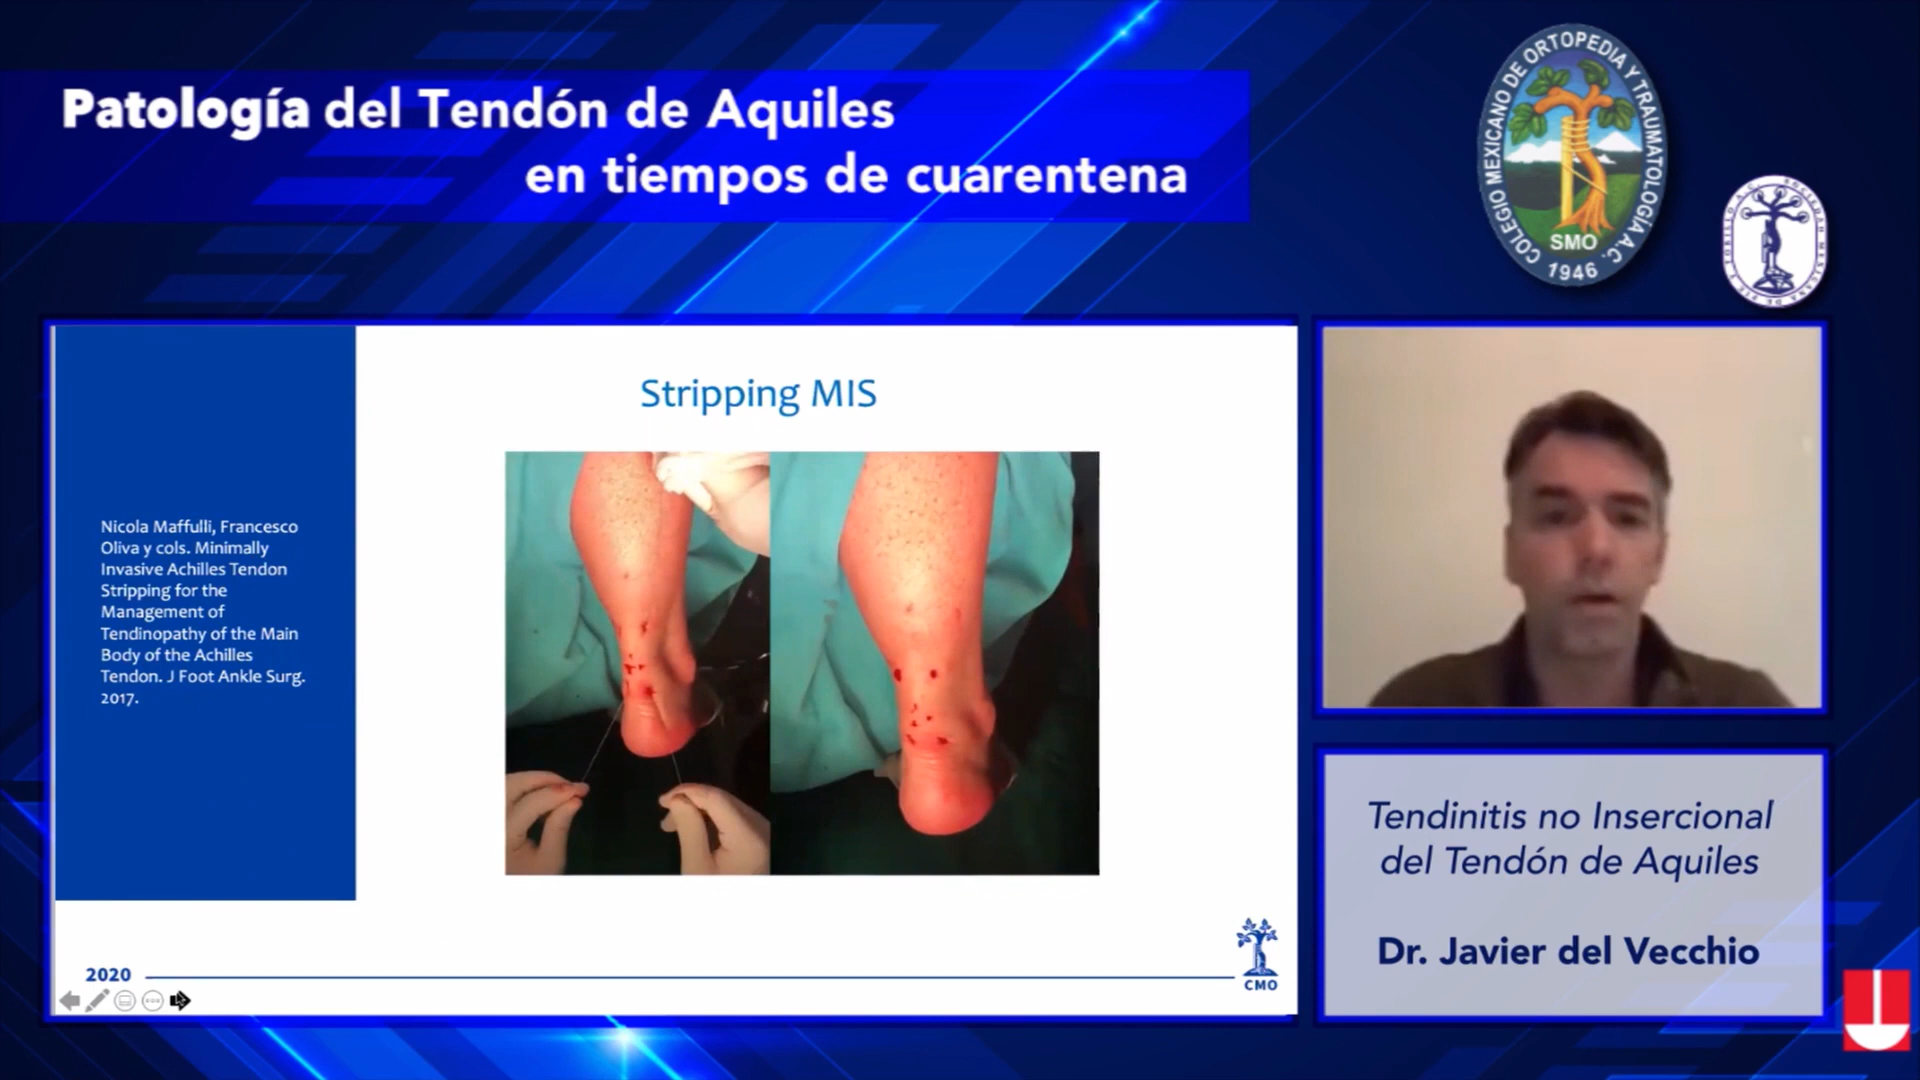 Patología del Tendón de Aquiles
en tiempos de cuarentena
COLEGIO MEXICANO DE ORTOPEDIA Y TRAUMATOLOGÍA A.C.
SMO
1946
Stripping MIS
Nicola Maffulli, Francesco
Oliva y cols. Minimally
Invasive Achilles Tendon
Stripping for the
Management of
Tendinopathy of the Main
Body of the Achilles
Tendon. J Foot Ankle Surg.
2017.
2020
CMO
Tendinitis no Insercional
del Tendón de Aquiles
Dr. Javier del Vecchio